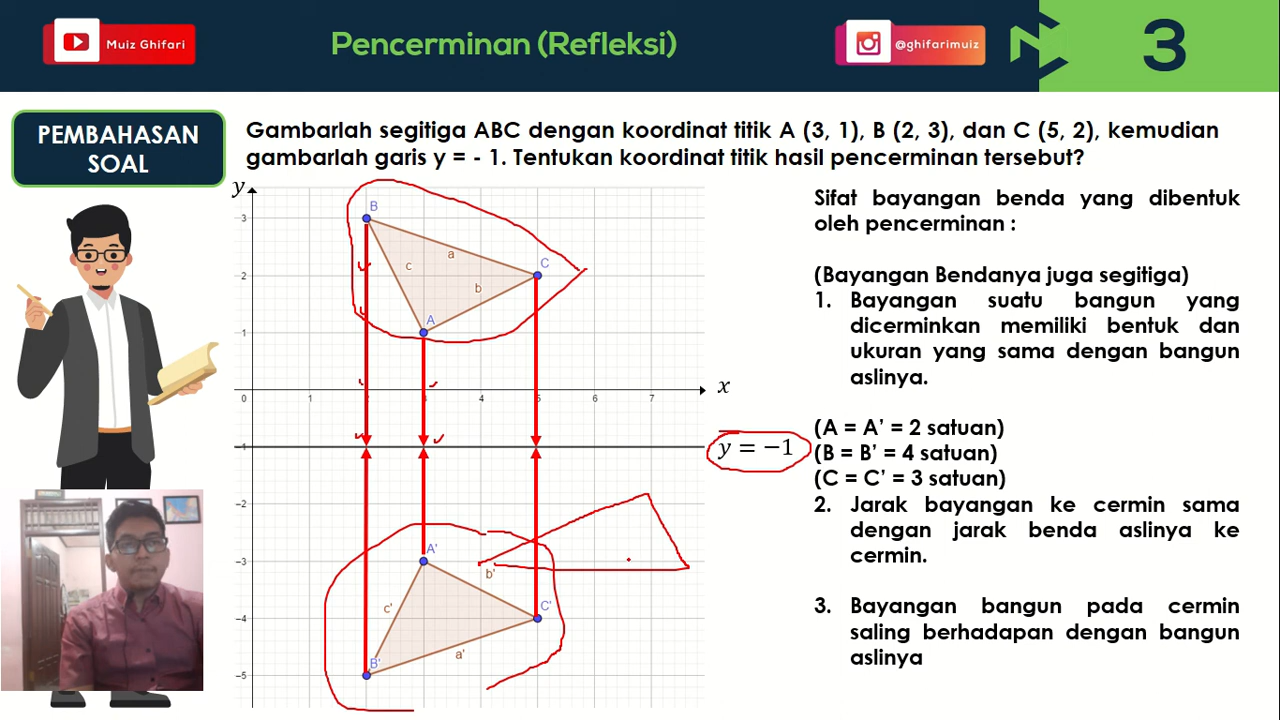 Muiz Ghifari
Pencerminan (Refleksi)
@ghifarimuiz
3
PEMBAHASAN
SOAL
Gambarlah segitiga ABC dengan koordinat titik A (3, 1), B (2, 3), dan C (5, 2), kemudian
gambarlah garis y = - 1. Tentukan koordinat titik hasil pencerminan tersebut?
y
3
2
1
0
1
4
6
7
x
-2
-3
-4
-5
B
a
C
c
b
A
y = −1
A'
b'
c'
C'
a'
B'
Sifat bayangan benda yang dibentuk
oleh pencerminan :
(Bayangan Bendanya juga segitiga)
1. Bayangan suatu bangun yang
dicerminkan memiliki bentuk dan
ukuran yang sama dengan bangun
aslinya.
(A = A’ = 2 satuan)
(B = B’ = 4 satuan)
(C = C’ = 3 satuan)
2. Jarak bayangan ke cermin sama
dengan jarak benda aslinya ke
cermin.
3. Bayangan bangun pada cermin
saling berhadapan dengan bangun
aslinya